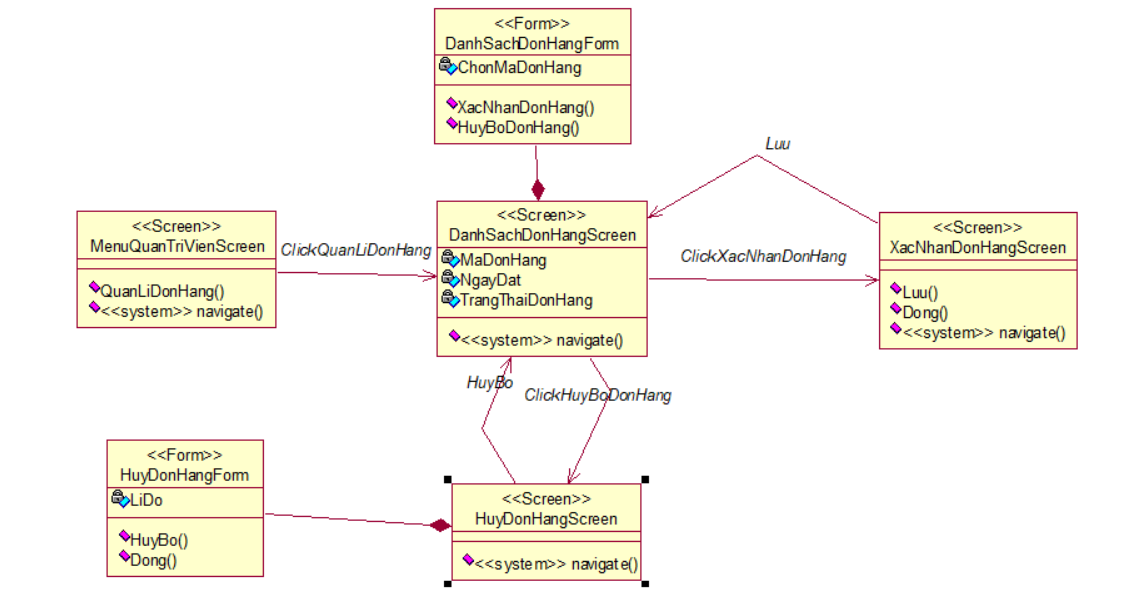 <<Form>>
DanhSachDonHangForm
ChonMaDonHang
XacNhanDonHang()
HuyBoDonHang()
Luu
<<Screen>>
MenuQuanTriVienScreen
QuanLiDonHang()
<<system>> navigate()
ClickQuanLiDonHang
<<Screen>>
DanhSachDonHangScreen
MaDonHang
NgayDat
TrangThaiDonHang
<<system>> navigate()
ClickXacNhanDonHang
<<Screen>>
XacNhanDonHangScreen
Luu()
Dong()
<<system>> navigate()
HuyBo
ClickHuyBoDonHang
<<Form>>
HuyDonHangForm
LiDo
HuyBo()
Dong()
<<Screen>>
HuyDonHangScreen
<<system>> navigate()